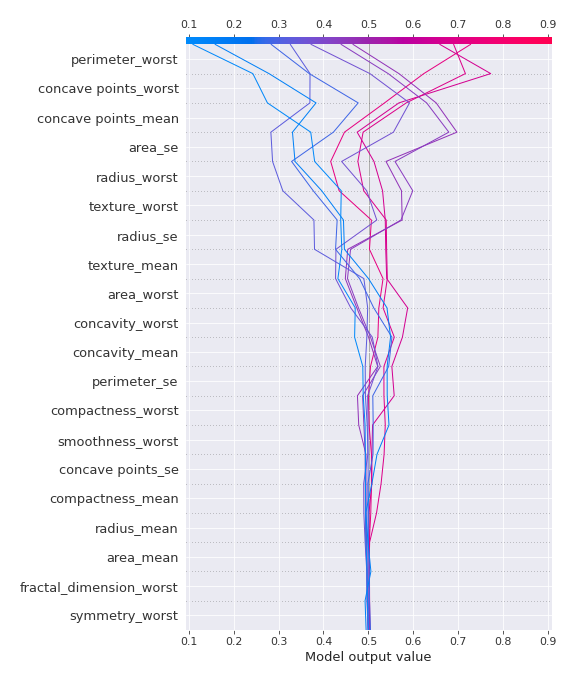 0.1 0.2 0.3 0.4 0.5 0.6 0.7 0.8 0.9
perimeter_worst
concave points_worst
concave points_mean
area_se
radius_worst
texture_worst
radius_se
texture_mean
area_worst
concavity_worst
concavity_mean
perimeter_se
compactness_worst
smoothness_worst
concave points_se
compactness_mean
radius_mean
area_mean
fractal_dimension_worst
symmetry_worst
0.1 0.2 0.3 0.4 0.5 0.6 0.7 0.8 0.9
Model output value